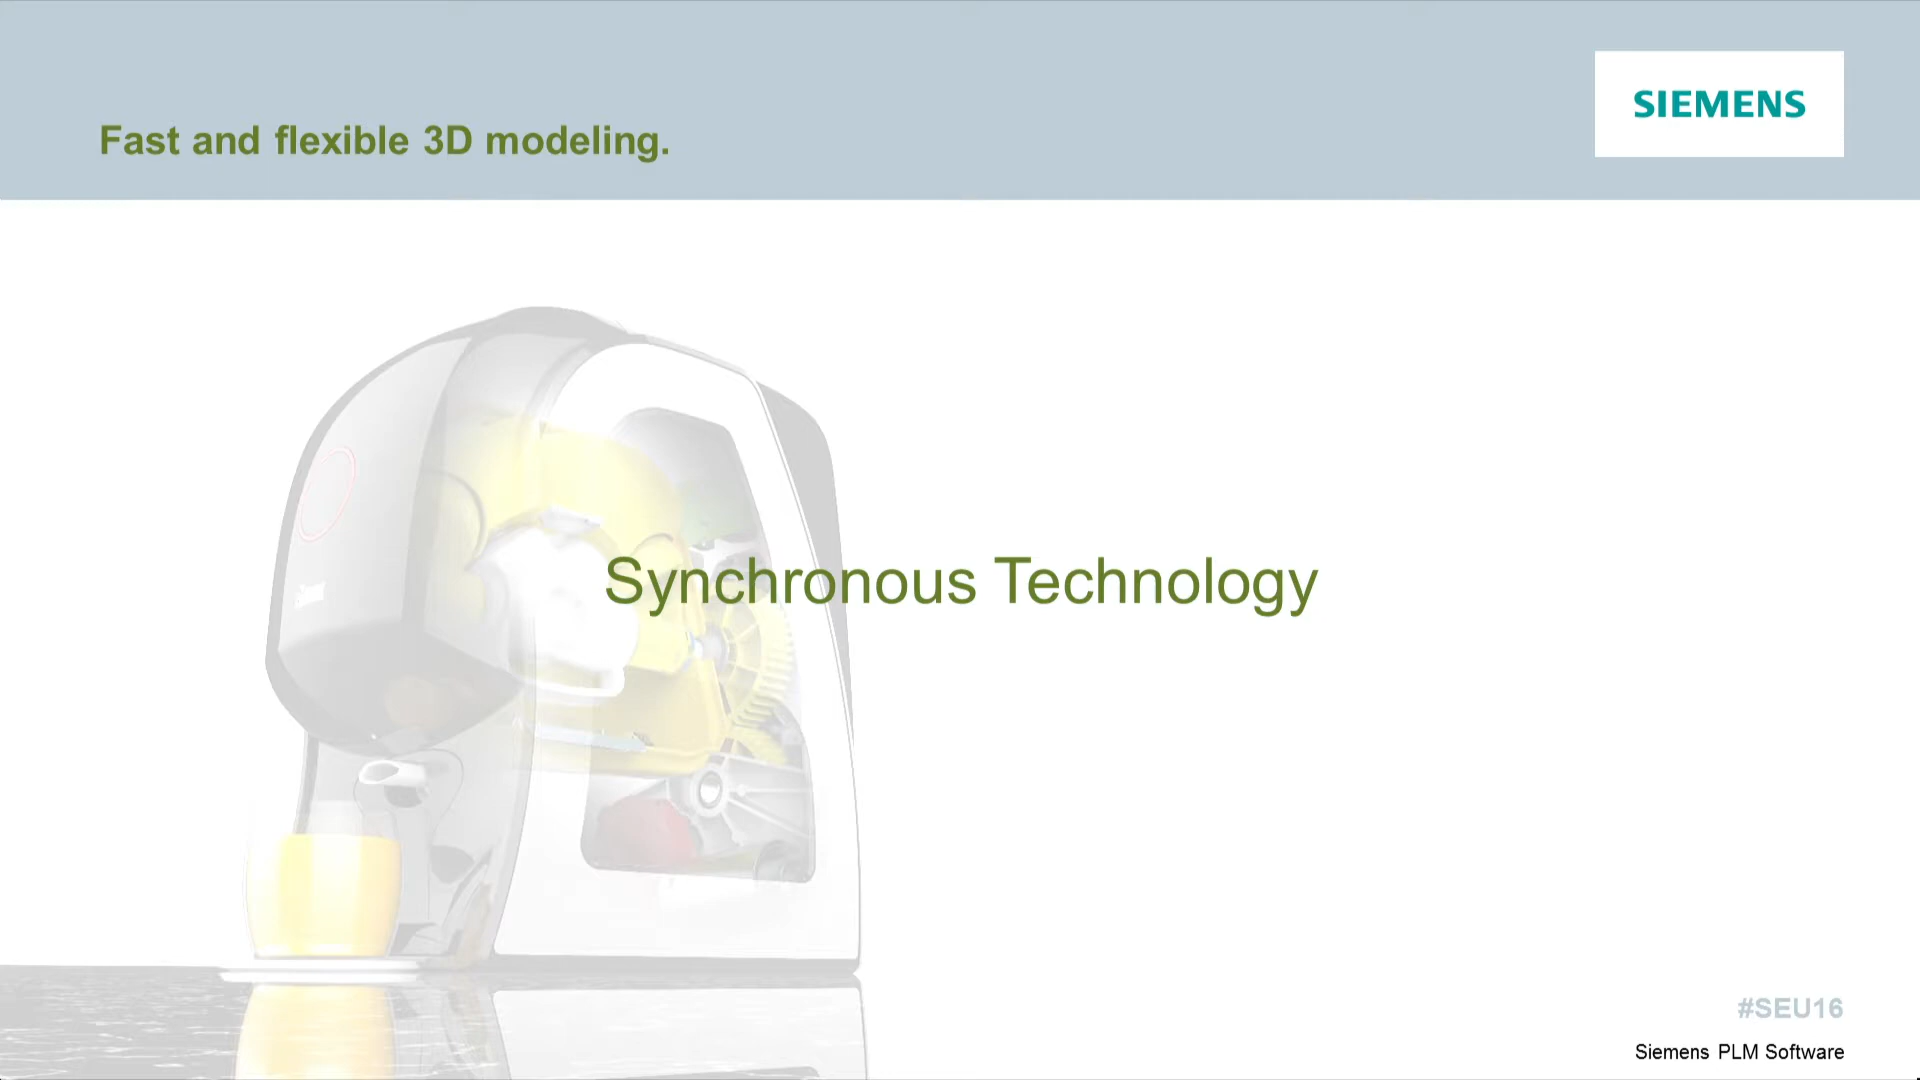 Fast and flexible 3D modeling.
SIEMENS
Synchronous Technology
#SEU16
Siemens PLM Software